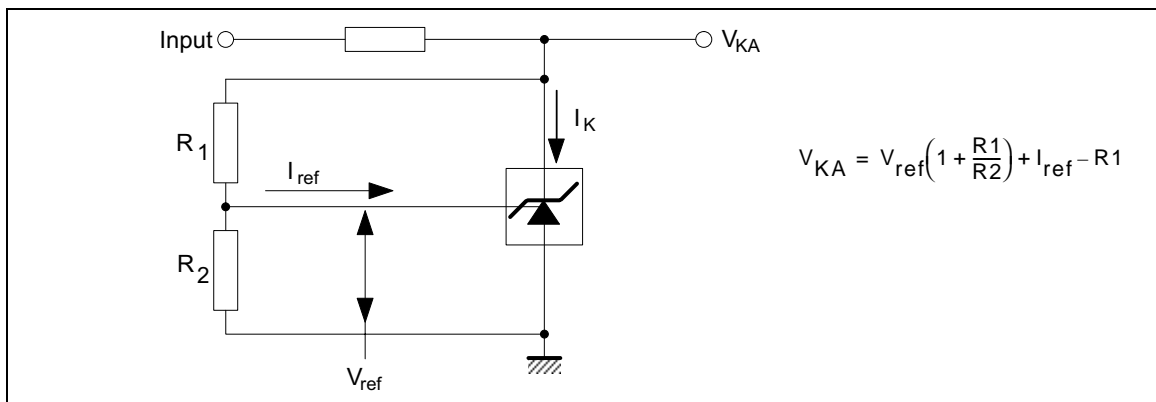 Input
V_KA
R_1
I_K
I_ref
R_2
V_ref
V_KA = V_ref(1 + R1/R2) + I_ref – R1